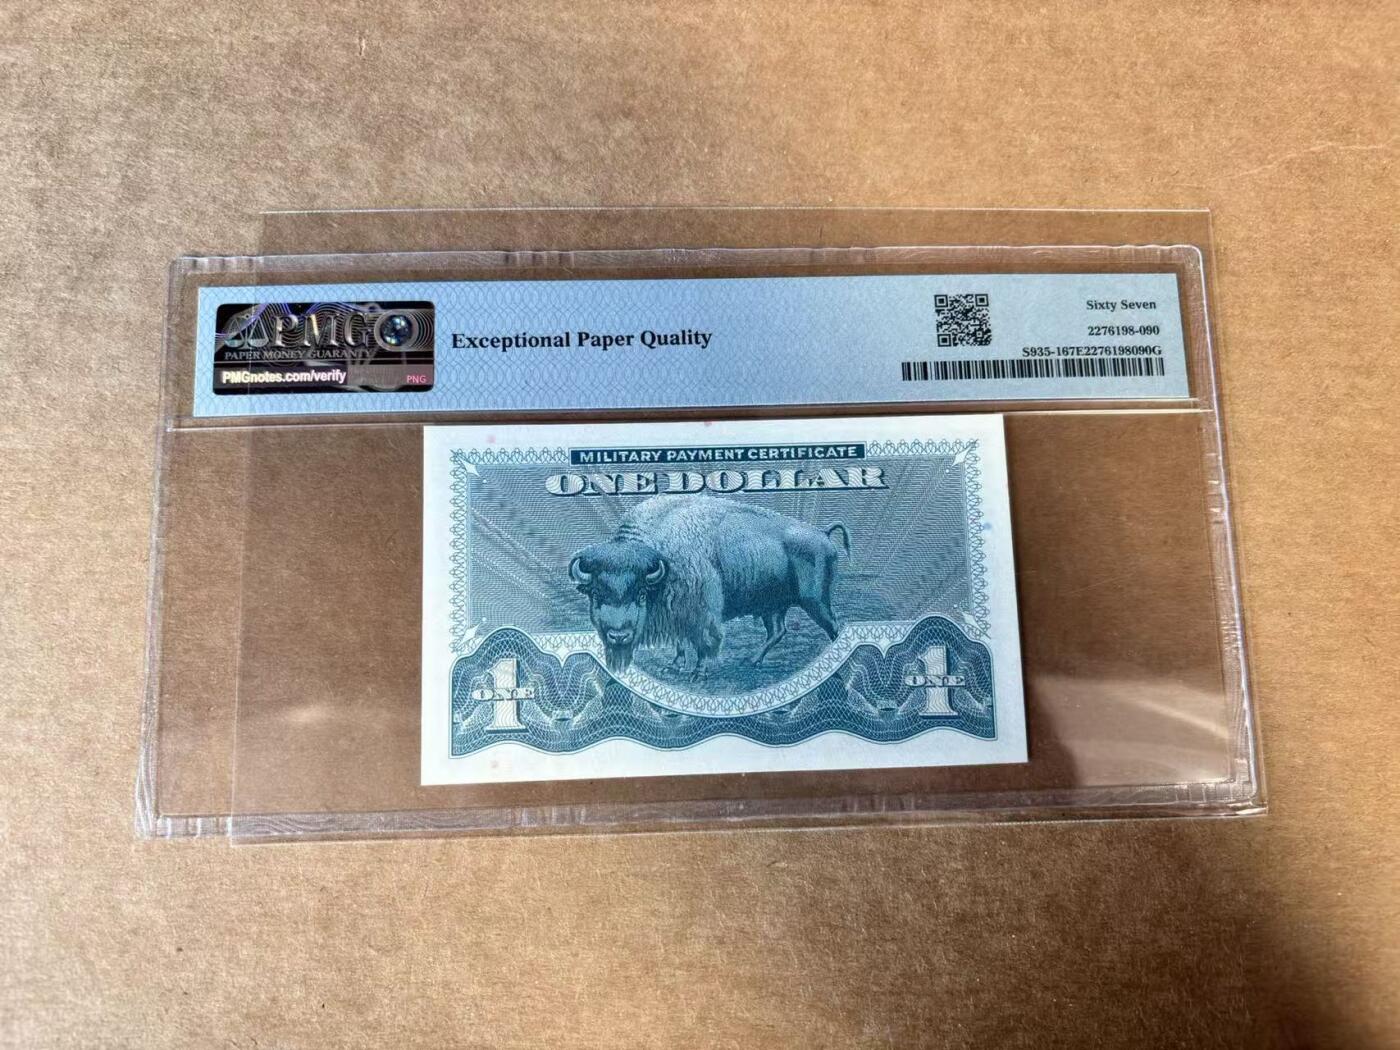 PMG
PAPER MONEY GUARANTY
PMGnotes.com/verify
PNG
Exceptional Paper Quality
Sixty Seven
2276198-090
S935-167E2276198090G
MILITARY PAYMENT CERTIFICATE
ONE DOLLAR
1
ONE
1
ONE